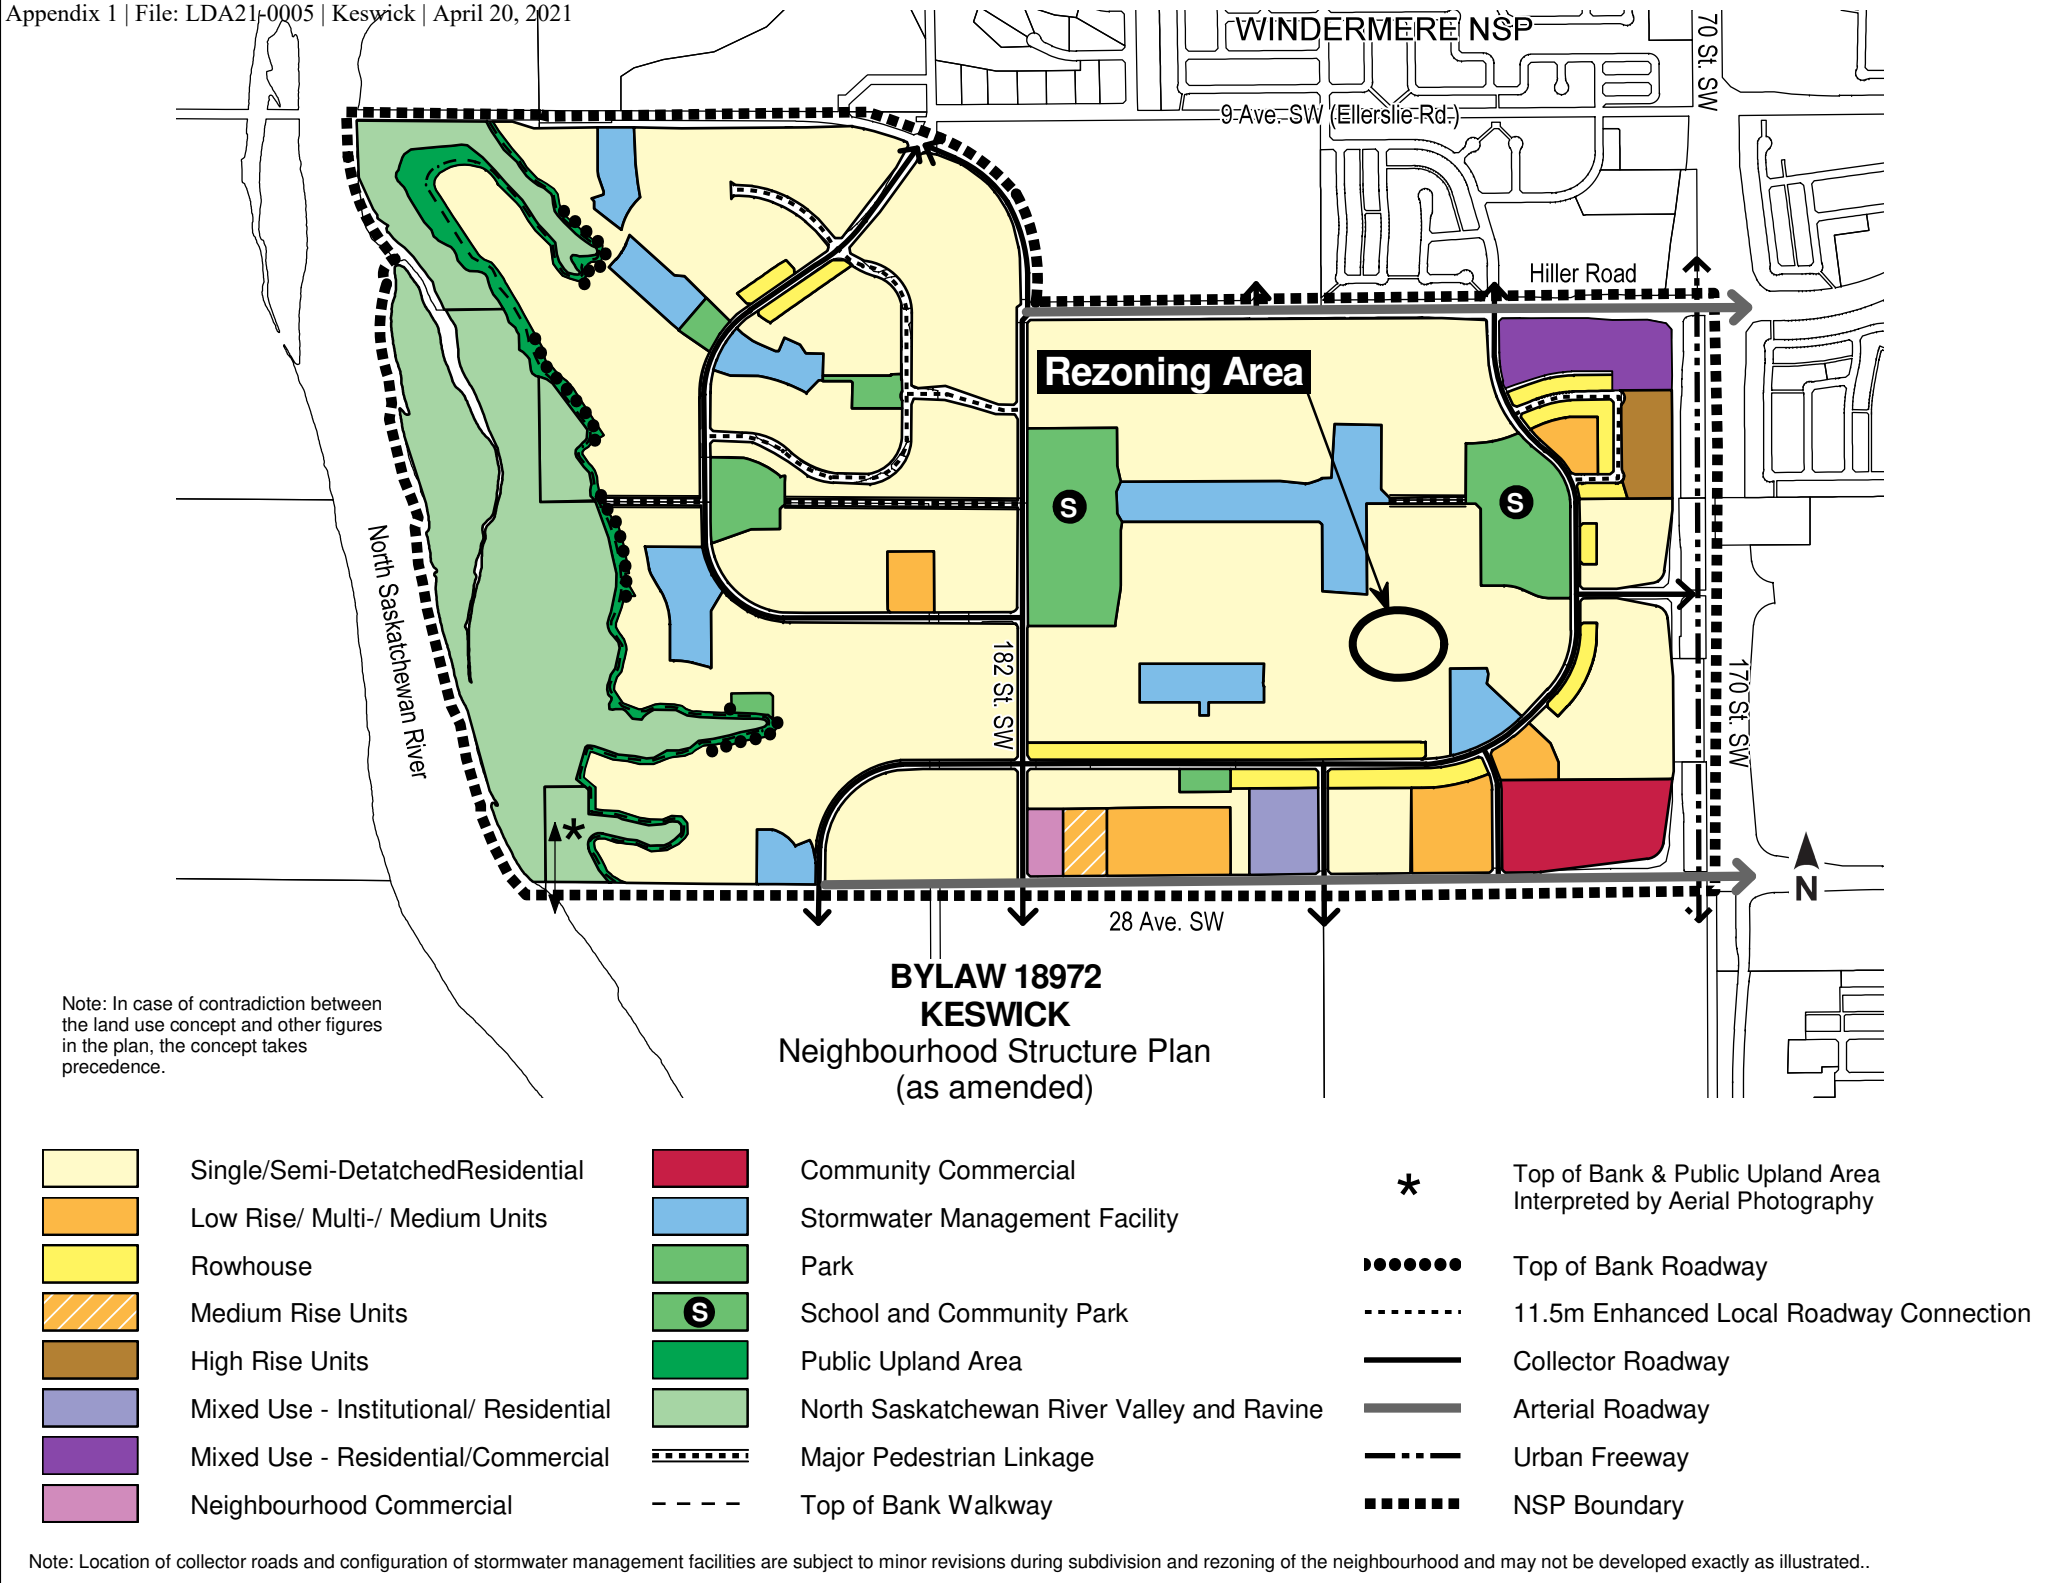 Appendix 1 | File: LDA21-0005 | Keswick | April 20, 2021
WINDERMERE NSP
70 St. SW
9 Ave. SW (Ellerslie Rd.)
Hiller Road
Rezoning Area
S
S
North Saskatchewan River
182 St. SW
170 St. SW
*
N
28 Ave. SW
BYLAW 18972
KESWICK
Neighbourhood Structure Plan
(as amended)
Note: In case of contradiction between
the land use concept and other figures
in the plan, the concept takes
precedence.
Single/Semi-DetatchedResidential
Low Rise/ Multi-/ Medium Units
Rowhouse
Medium Rise Units
High Rise Units
Mixed Use - Institutional/ Residential
Mixed Use - Residential/Commercial
Neighbourhood Commercial
Community Commercial
Stormwater Management Facility
Park
S School and Community Park
Public Upland Area
North Saskatchewan River Valley and Ravine
Major Pedestrian Linkage
Top of Bank Walkway
* Top of Bank & Public Upland Area
Interpreted by Aerial Photography
Top of Bank Roadway
11.5m Enhanced Local Roadway Connection
Collector Roadway
Arterial Roadway
Urban Freeway
NSP Boundary
Note: Location of collector roads and configuration of stormwater management facilities are subject to minor revisions during subdivision and rezoning of the neighbourhood and may not be developed exactly as illustrated..